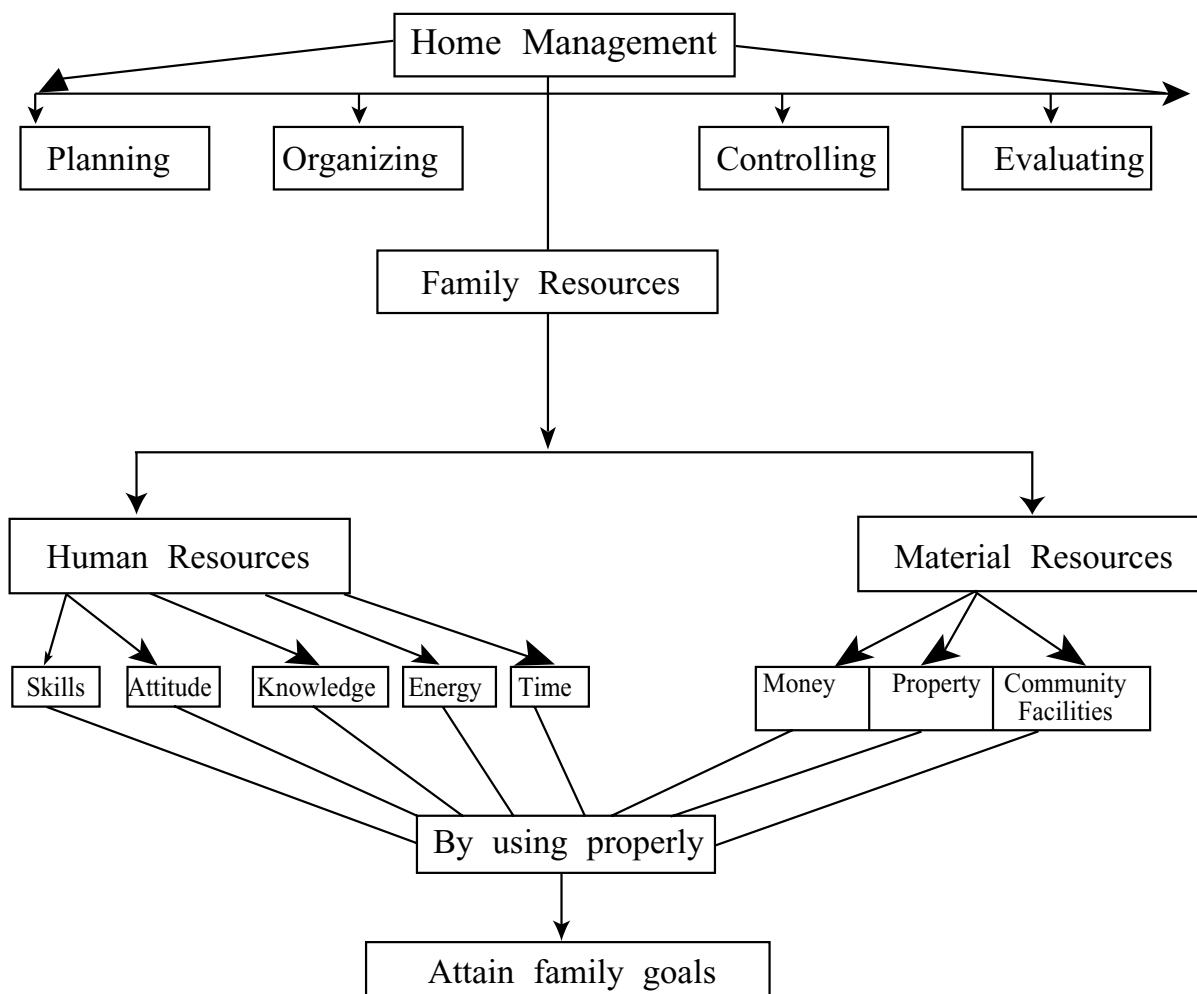 Home Management
Planning
Organizing
Controlling
Evaluating
Family Resources
Human Resources
Material Resources
Skills
Attitude
Knowledge
Energy
Time
Money
Property
Community
Facilities
By using properly
Attain family goals